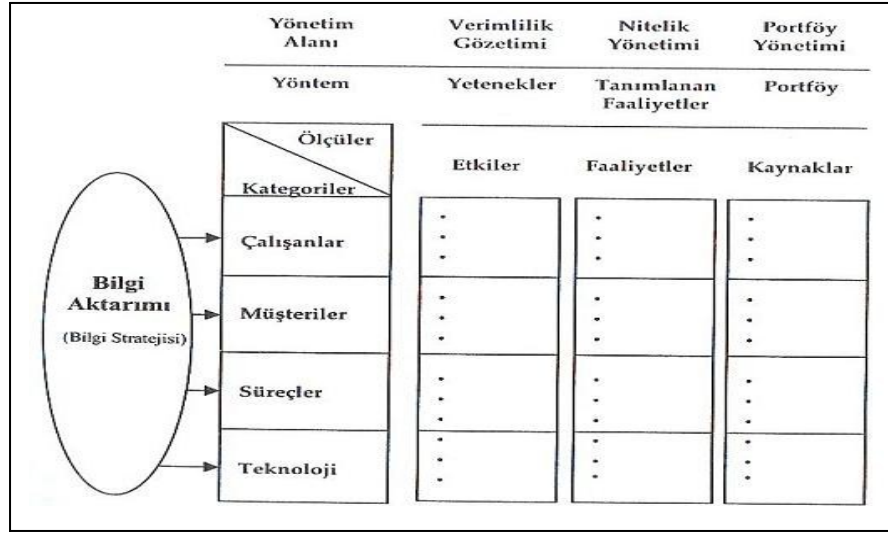 Yönetim Alanı
Verimlilik Gözetimi
Nitelik Yönetimi
Portföy Yönetimi
Yöntem
Yetenekler
Tanımlanan Faaliyetler
Portföy
Ölçüler
Kategoriler
Etkiler
Faaliyetler
Kaynaklar
Bilgi
Aktarımı
(Bilgi Stratejisi)
Çalışanlar
Müşteriler
Süreçler
Teknoloji